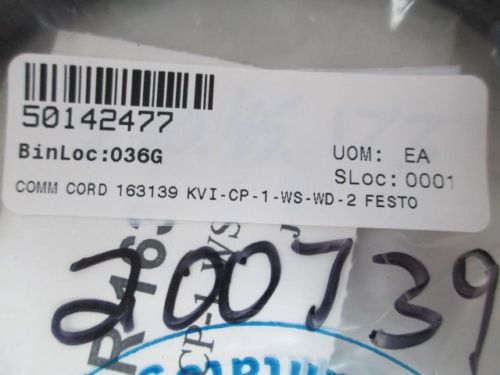 50142477
BinLoc:036G
UOM: EA
SLoc: 0001
COMM CORD 163139 KVI-CP-1-WS-WD-2 FESTO
200739